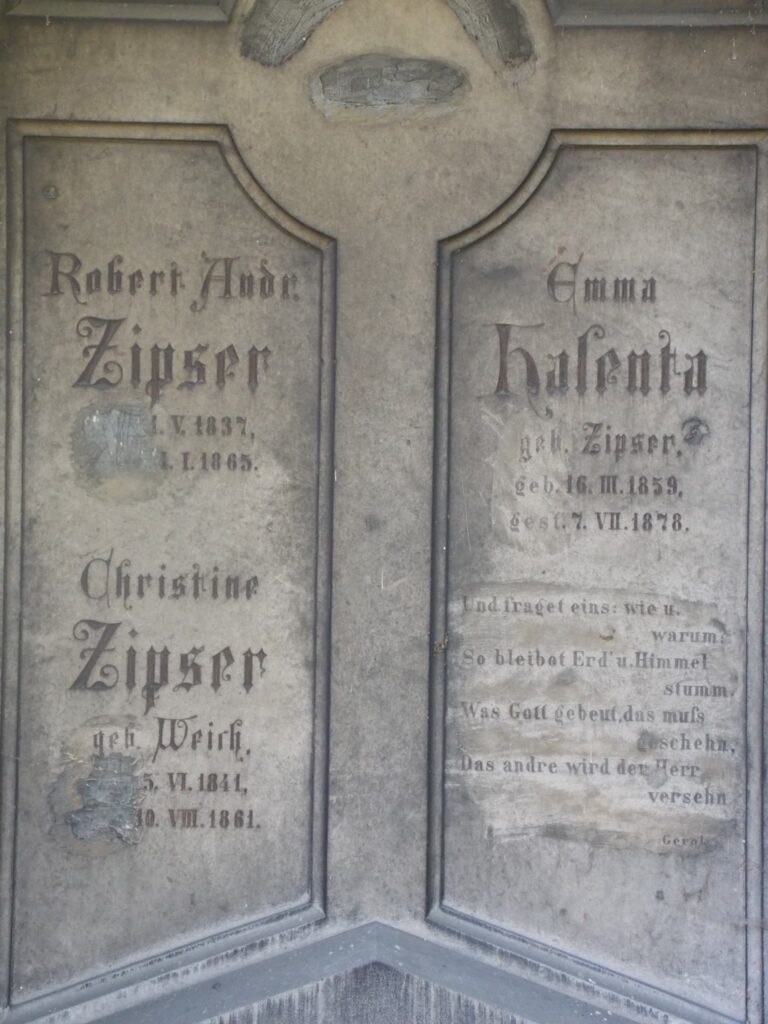 Robert Andr.
Zipser
1. V. 1837,
1. I. 1865.
Christine
Zipser
geb. Weich,
5. VI. 1841,
10. VIII. 1861.
Emma
Halenta
geb. Zipser,
geb. 16. III. 1859,
gest. 7. VII. 1878.
Und fraget eins: wie u.
warum:
So bleibet Erd' u. Himmel
stumm.
Was Gott gebeut, das muſs
geschehn,
Das andre wird der Herr
versehn.
Gerok